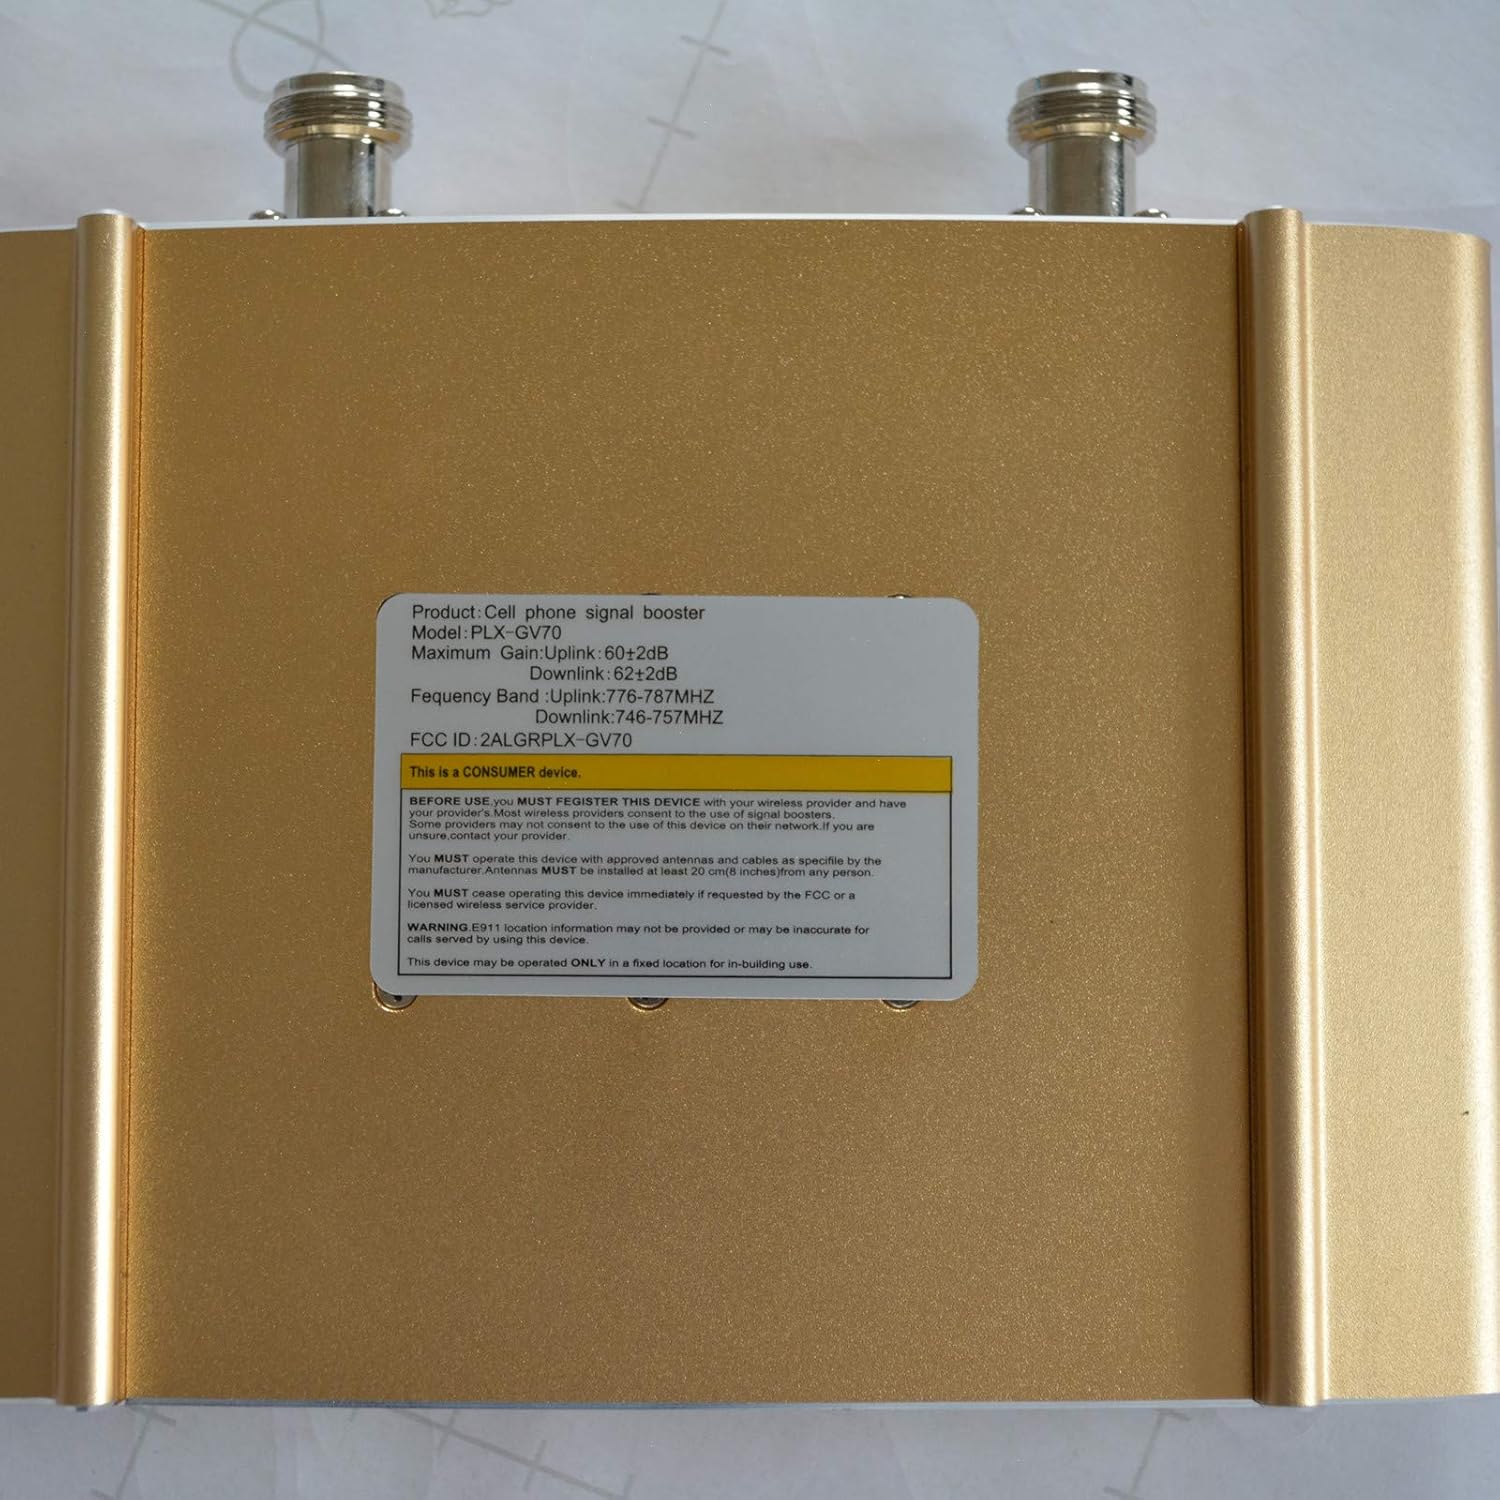 Product:Cell phone signal booster
Model:PLX-GV70
Maximum Gain:Uplink:60±2dB
Downlink:62±2dB
Fequency Band :Uplink:776-787MHZ
Downlink:746-757MHZ
FCC ID:2ALGRPLX-GV70
This is a CONSUMER device.
BEFORE USE,you MUST FEGISTER THIS DEVICE with your wireless provider and have
your provider's.Most wireless providers consent to the use of signal boosters.
Some providers may not consent to the use of this device on their network.If you are
unsure,contact your provider.
You MUST operate this device with approved antennas and cables as specifile by the
manufacturer.Antennas MUST be installed at least 20 cm(8 inches)from any person.
You MUST cease operating this device immediately if requested by the FCC or a
licensed wireless service provider.
WARNING.E911 location information may not be provided or may be inaccurate for
calls served by using this device.
This device may be operated ONLY in a fixed location for in-building use.